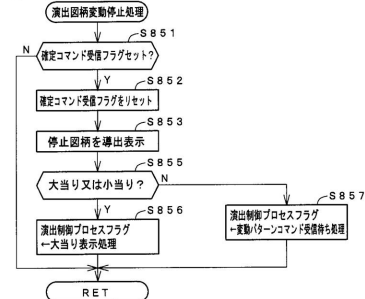 演出図柄変動停止処理
S851
N
確定コマンド受信フラグセット?
Y
S852
確定コマンド受信フラグをリセット
S853
停止図柄を導出表示
S855
大当り又は小当り?
N
Y
S856
演出制御プロセスフラグ
←大当り表示処理
S857
演出制御プロセスフラグ
←変動パターンコマンド受信待ち処理
RET